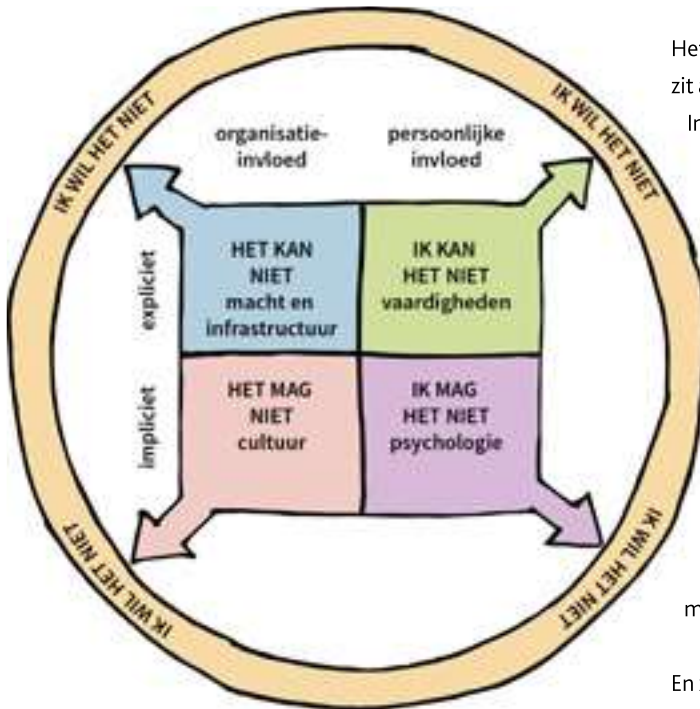 IK WIL HET NIET
IK WIL HET NIET
organisatie-
invloed
persoonlijke
invloed
expliciet
HET KAN
NIET
macht en
infrastructuur
IK KAN
HET NIET
vaardigheden
impliciet
HET MAG
NIET
cultuur
IK MAG
HET NIET
psychologie
IK WIL HET NIET
IK WIL HET NIET
zit
En